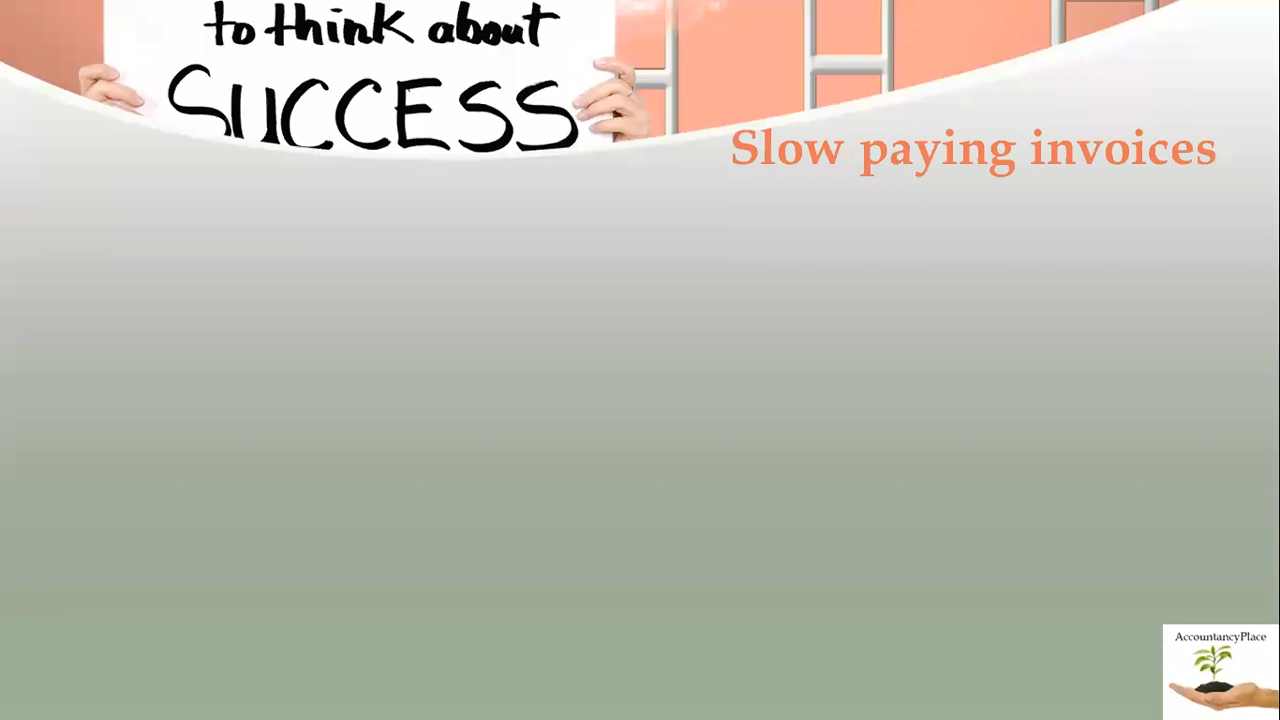 to think about
SUCCESS
Slow paying invoices
AccountancyPlace